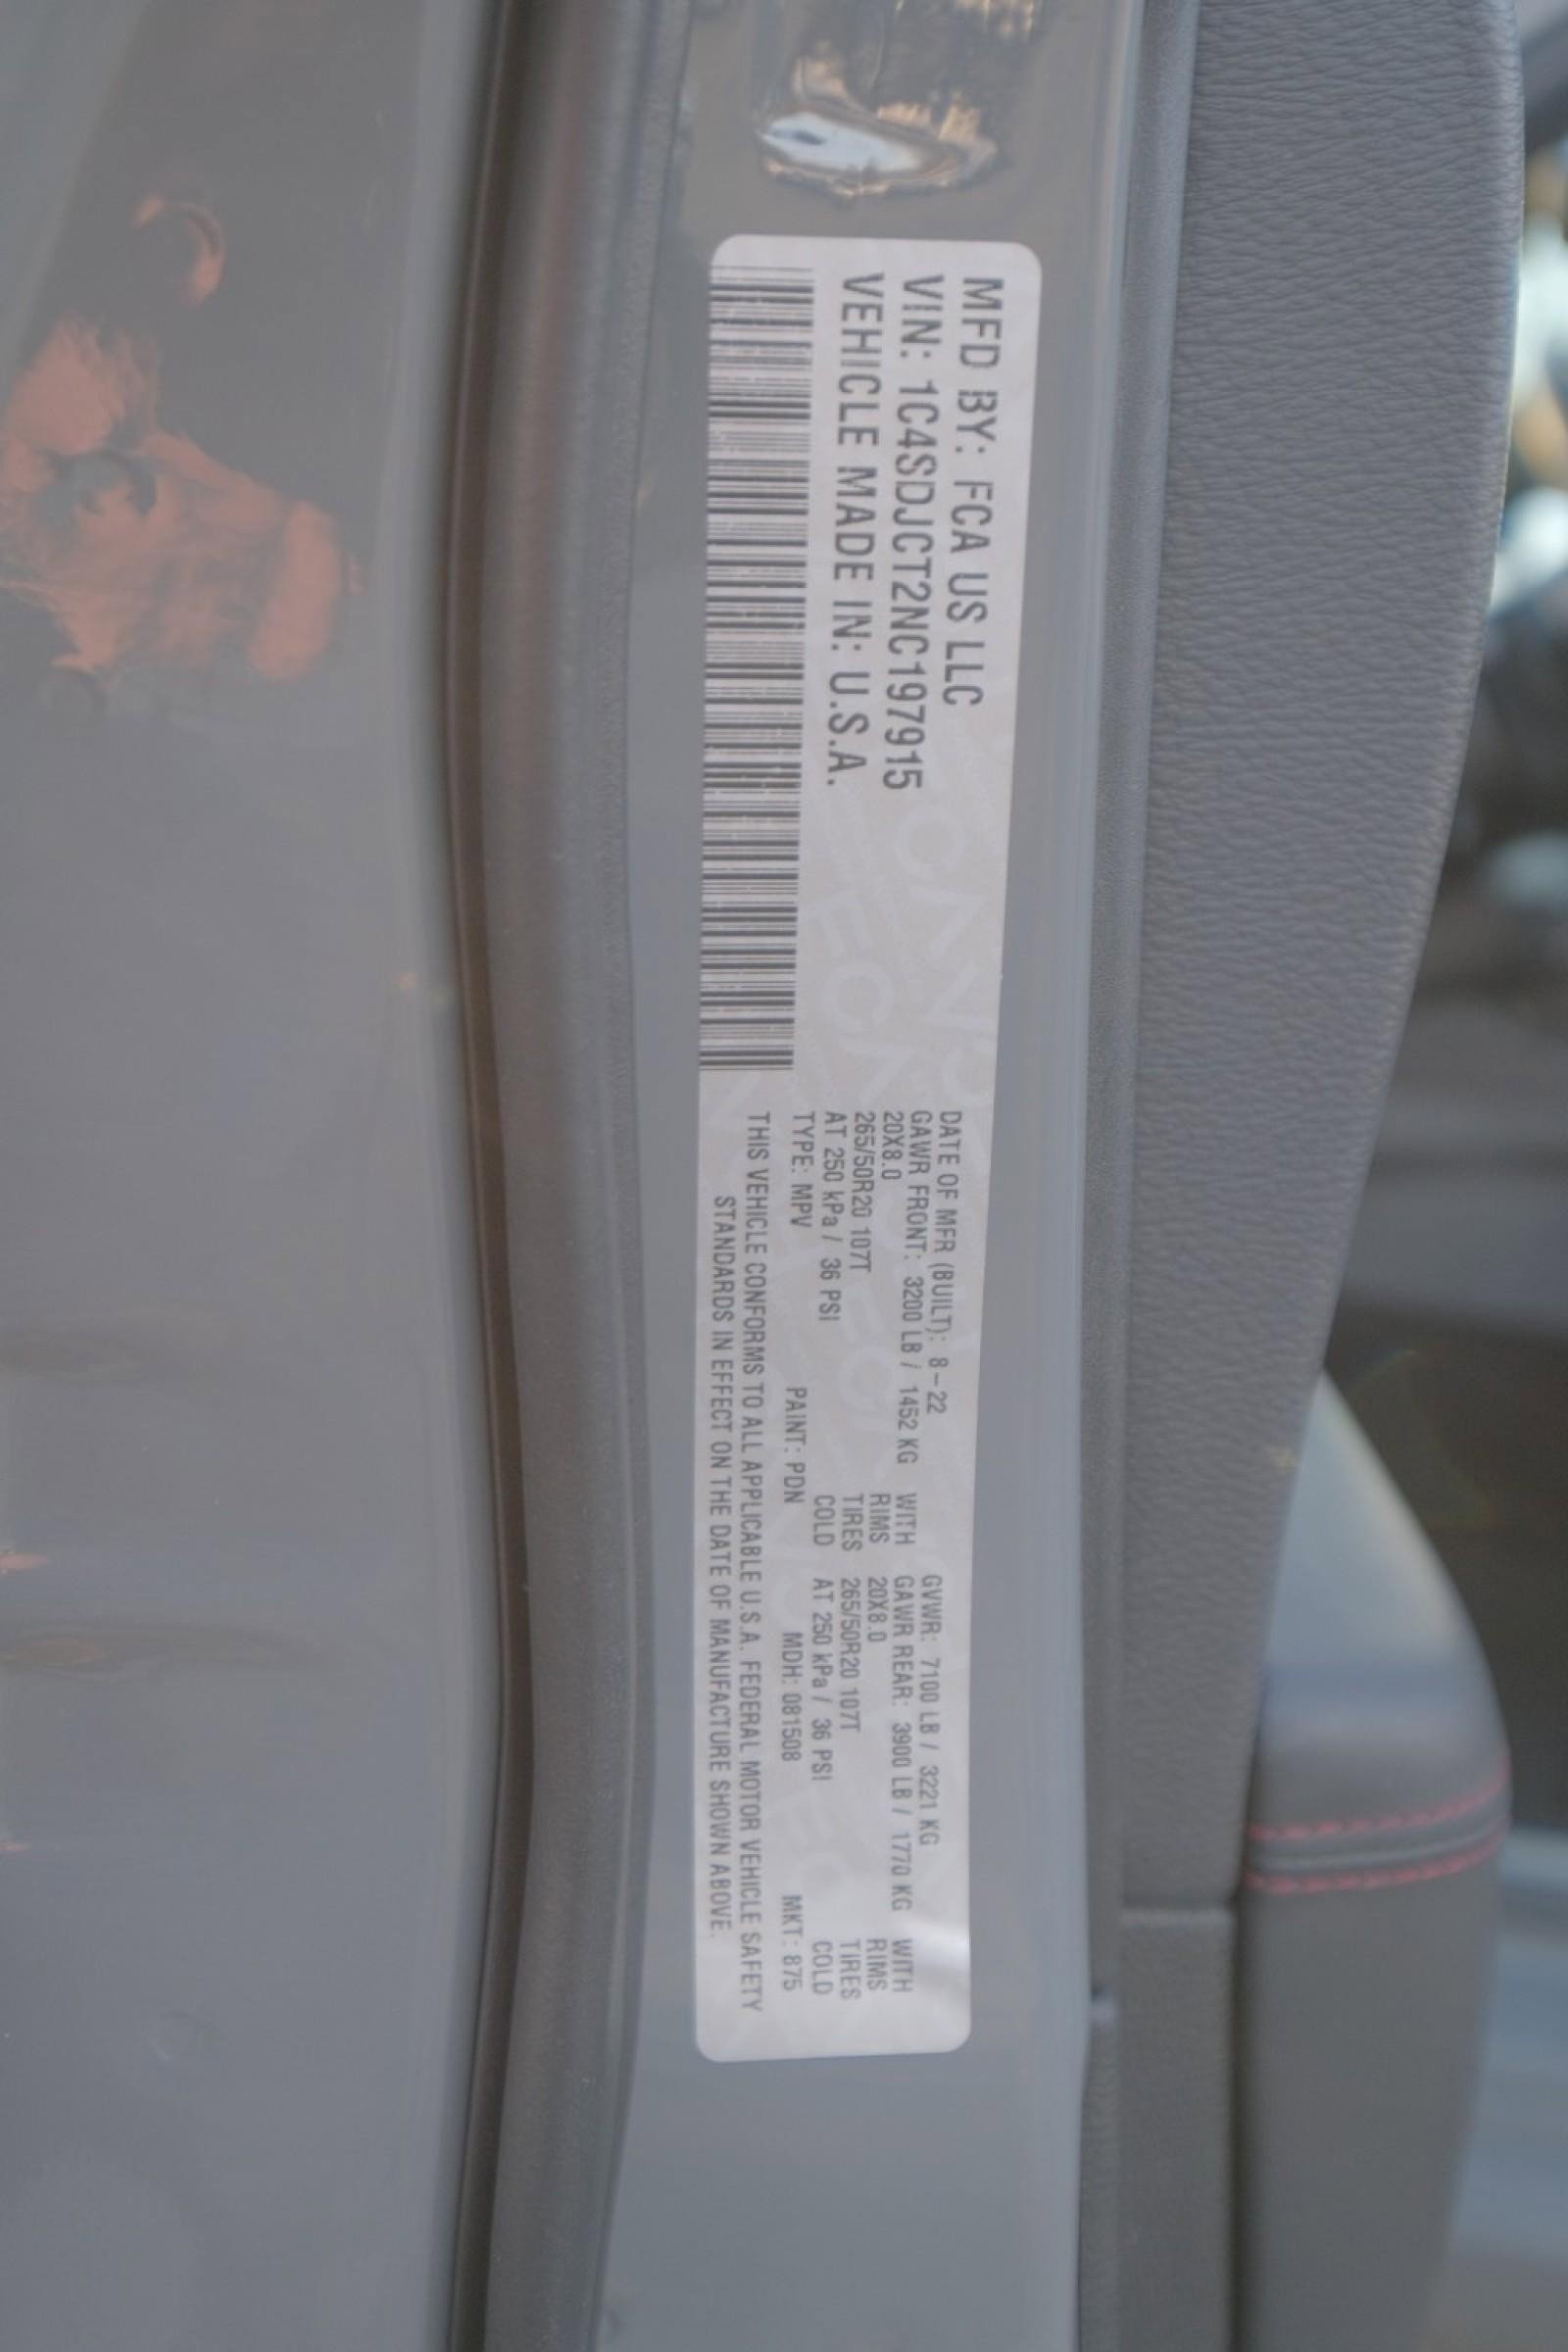 MFD BY: FCA US LLC
VIN: 1C4SDJCT2NC197915
VEHICLE MADE IN: U.S.A.
DATE OF MFR (BUILT): 8-22 GVWR: 7100 LB / 3221 KG
GAWR FRONT: 3200 LB / 1452 KG WITH GAWR REAR: 3900 LB / 1770 KG WITH
20X8.0 RIMS 20X8.0 RIMS
265/50R20 107T TIRES 265/50R20 107T TIRES
AT 250 kPa / 36 PSI COLD AT 250 kPa / 36 PSI COLD
TYPE: MPV PAINT: PDN MDH: 081508 MKT: 875
THIS VEHICLE CONFORMS TO ALL APPLICABLE U.S.A. FEDERAL MOTOR VEHICLE SAFETY
STANDARDS IN EFFECT ON THE DATE OF MANUFACTURE SHOWN ABOVE.